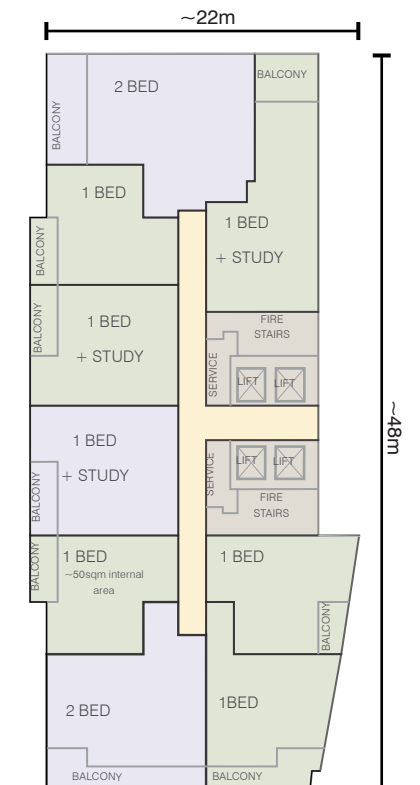 ~22m
BALCONY
2 BED
BALCONY
1 BED
1 BED
+ STUDY
BALCONY
1 BED
+ STUDY
BALCONY
FIRE
STAIRS
SERVICE
LIFT
LIFT
~48m
1 BED
+ STUDY
BALCONY
SERVICE
LIFT
LIFT
FIRE
STAIRS
1 BED
~50sqm internal
area
BALCONY
1 BED
BALCONY
2 BED
1BED
BALCONY
BALCONY